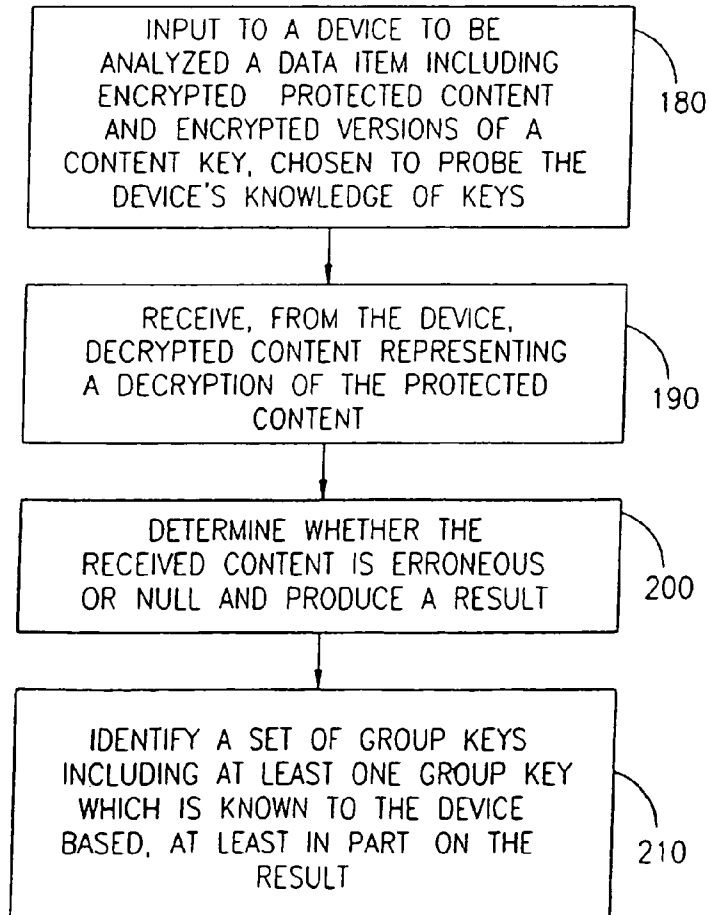 INPUT TO A DEVICE TO BE
ANALYZED A DATA ITEM INCLUDING
ENCRYPTED PROTECTED CONTENT
AND ENCRYPTED VERSIONS OF A
CONTENT KEY, CHOSEN TO PROBE THE
DEVICE'S KNOWLEDGE OF KEYS
180
RECEIVE, FROM THE DEVICE,
DECRYPTED CONTENT REPRESENTING
A DECRYPTION OF THE PROTECTED
CONTENT
190
DETERMINE WHETHER THE
RECEIVED CONTENT IS ERRONEOUS
OR NULL AND PRODUCE A RESULT
200
IDENTIFY A SET OF GROUP KEYS
INCLUDING AT LEAST ONE GROUP KEY
WHICH IS KNOWN TO THE DEVICE
BASED, AT LEAST IN PART ON THE
RESULT
210